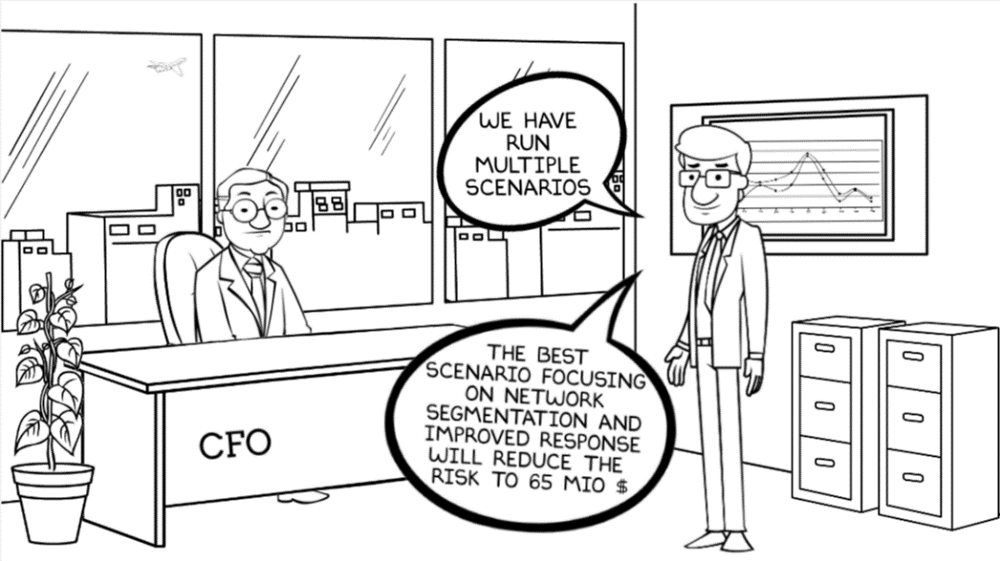 WE HAVE
RUN
MULTIPLE
SCENARIOS
THE BEST
SCENARIO FOCUSING
ON NETWORK
SEGMENTATION AND
IMPROVED RESPONSE
WILL REDUCE THE
RISK TO 65 MIO $
CFO